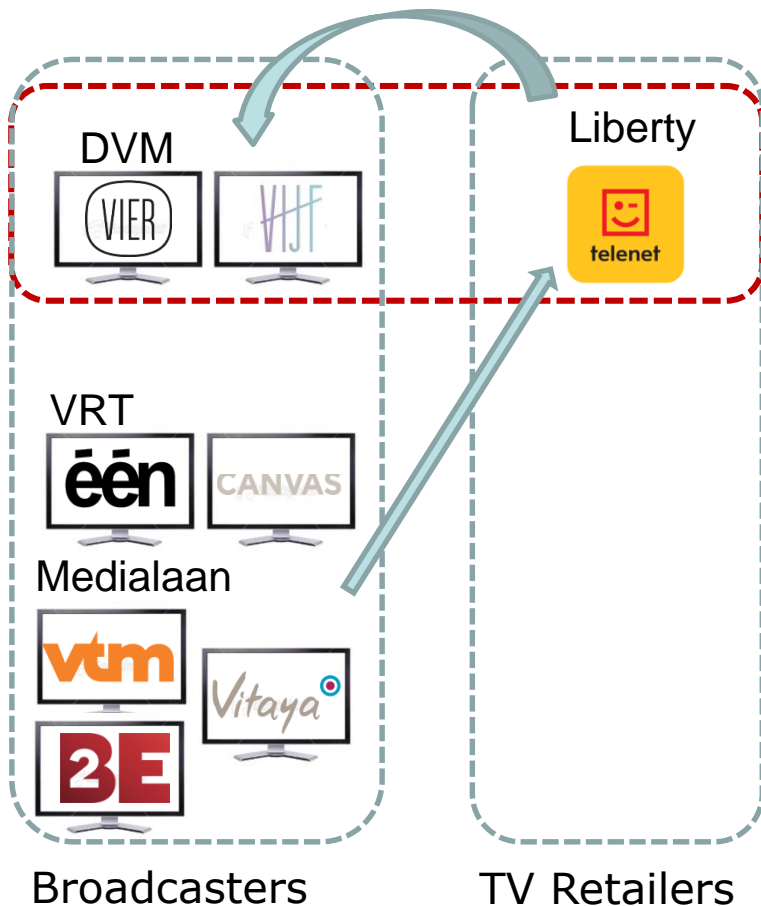 DVM
VIER
VIJF
Liberty
telenet
VRT
één
CANVAS
Medialaan
vtm
Vitaya
2BE
Broadcasters
TV Retailers